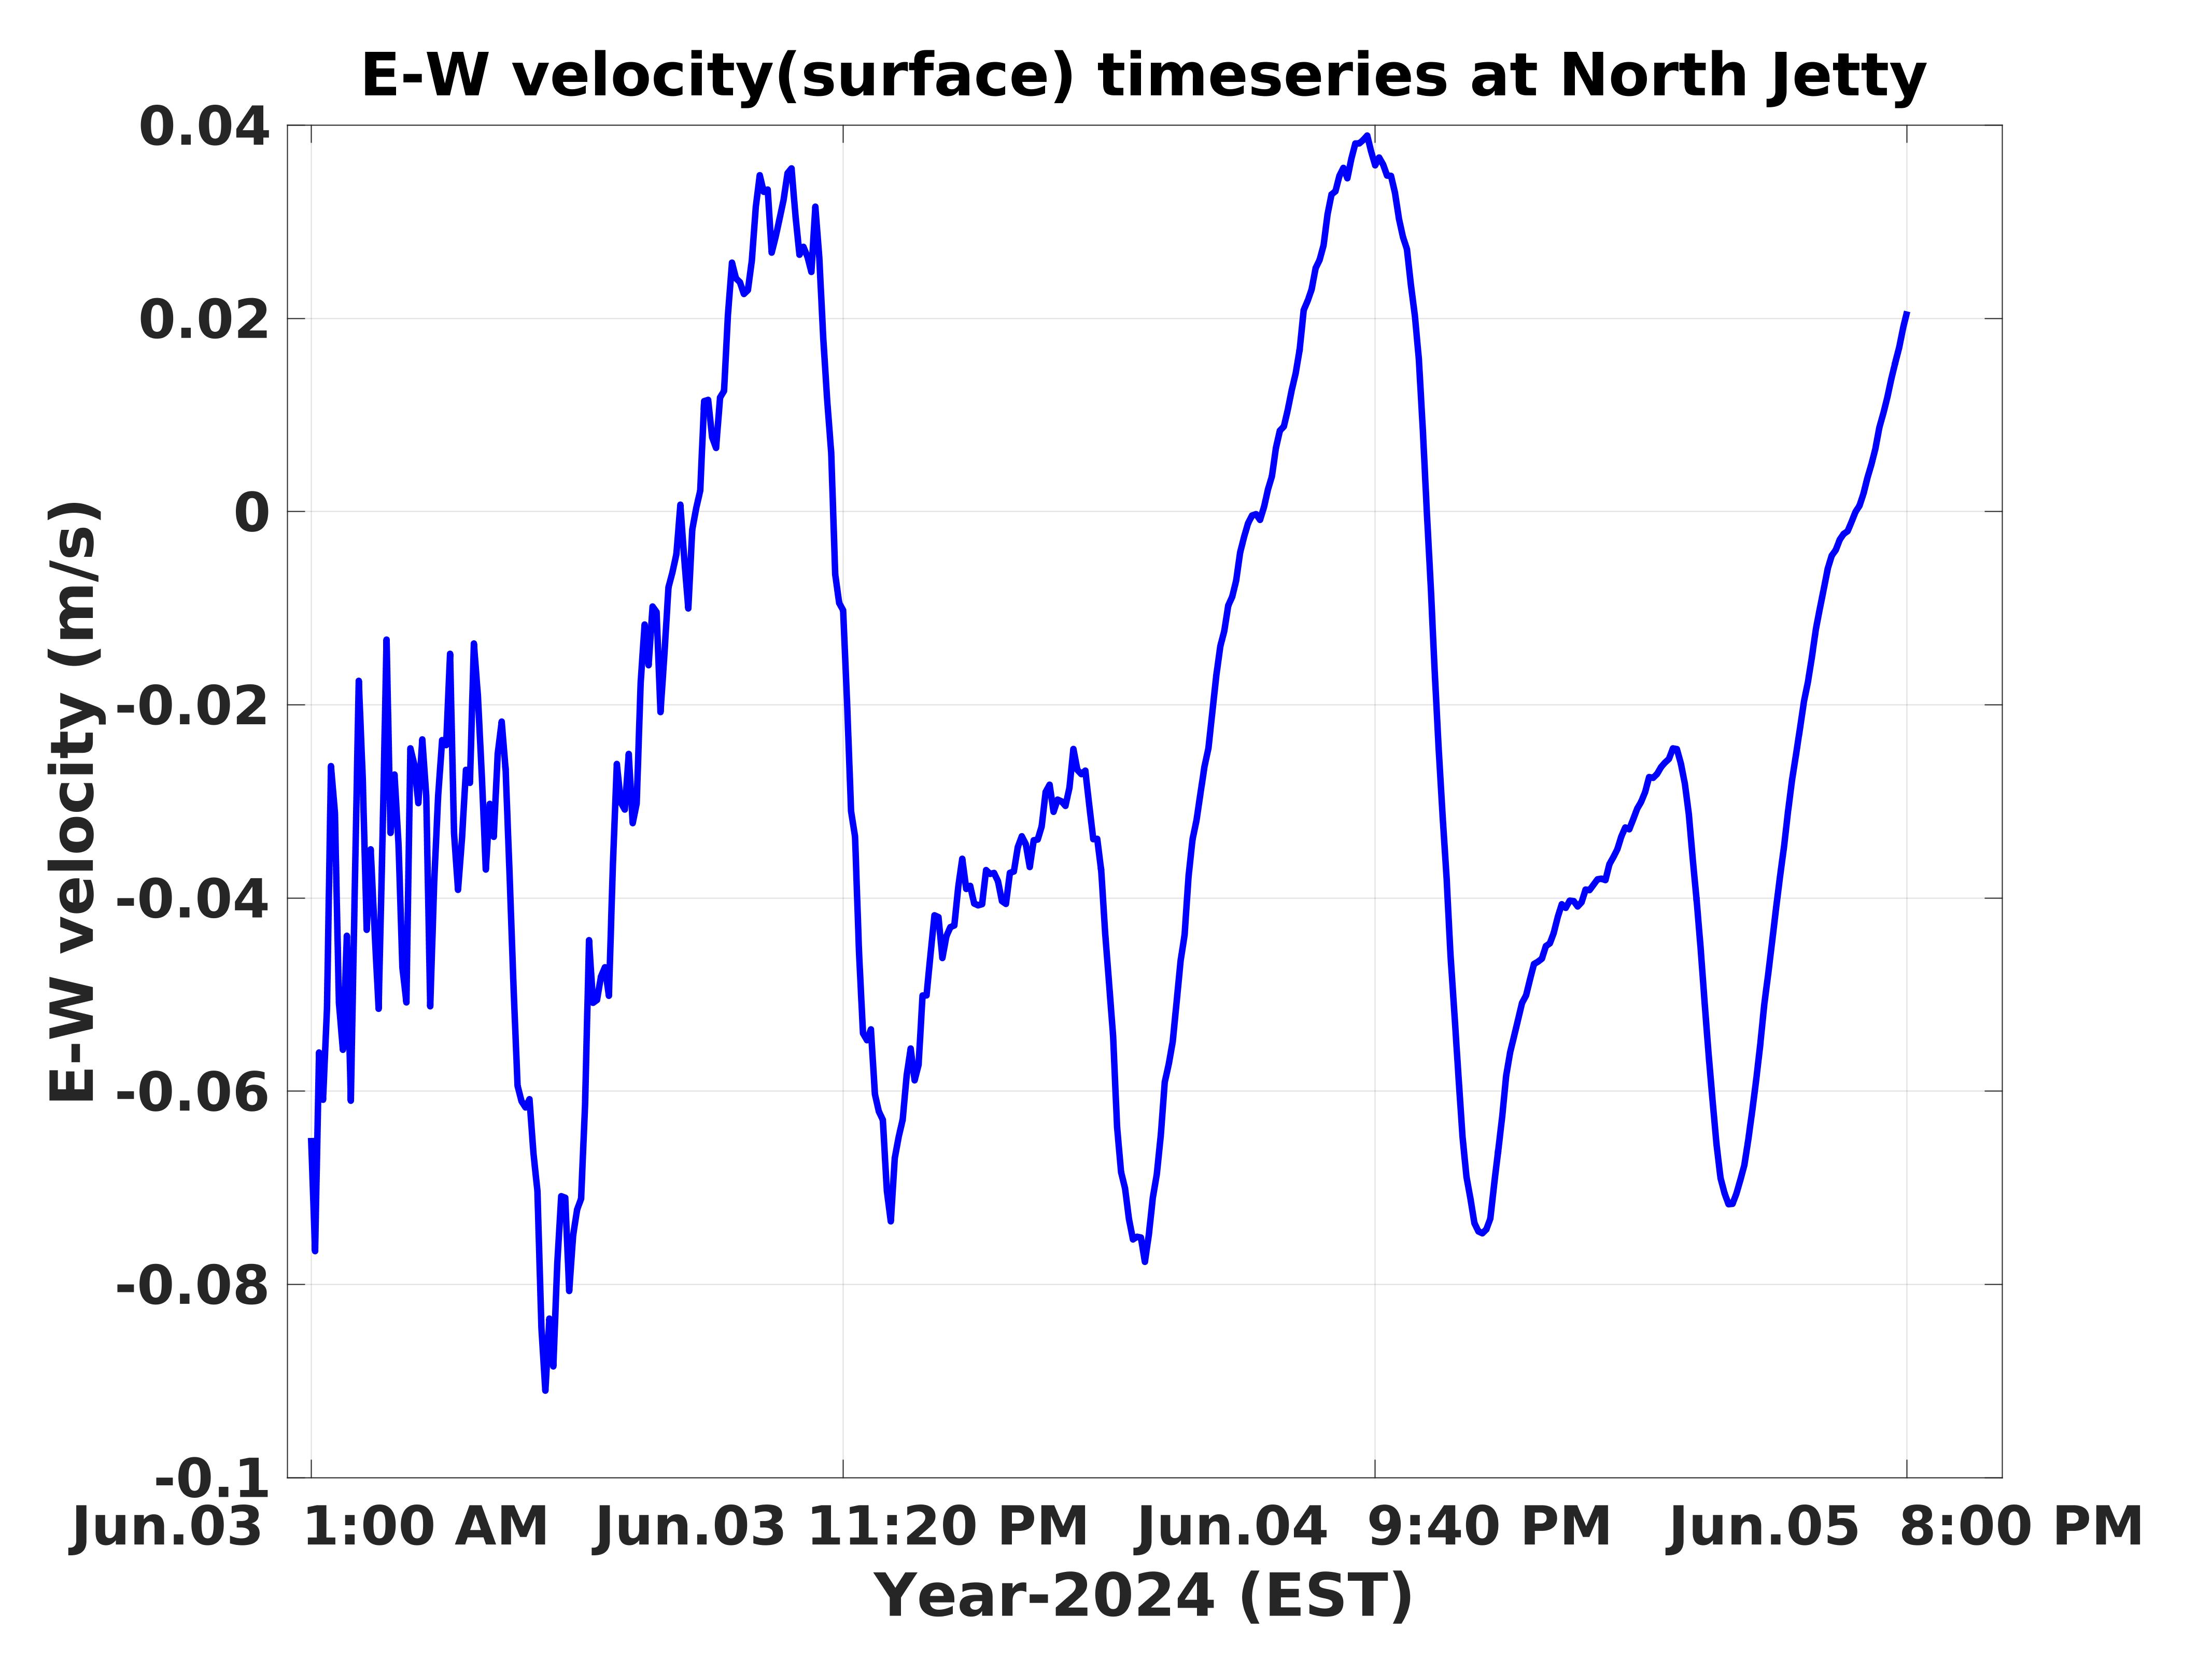 E-W velocity(surface) timeseries at North Jetty
0.04
0.02
0
-0.02
-0.04
-0.06
-0.08
-0.1
E-W velocity (m/s)
Jun.03 1:00 AM Jun.03 11:20 PM Jun.04 9:40 PM Jun.05 8:00 PM
Year-2024 (EST)